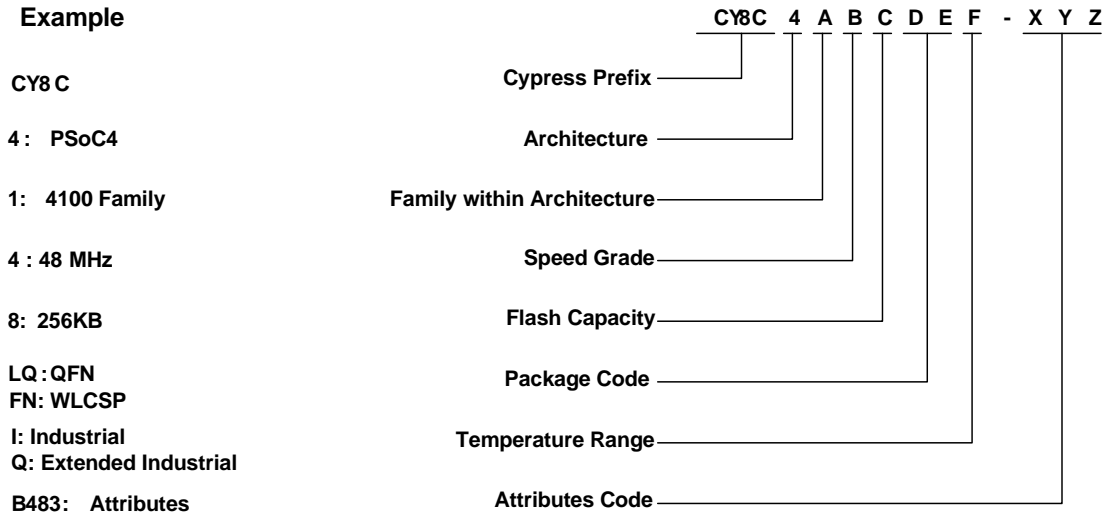 Example
CY8C 4 A B C D E F - X Y Z
CY8 C
Cypress Prefix
4 : PSoC4
Architecture
1: 4100 Family
Family within Architecture
4 : 48 MHz
Speed Grade
8: 256KB
Flash Capacity
LQ : QFN
FN: WLCSP
Package Code
I: Industrial
Q: Extended Industrial
Temperature Range
B483: Attributes
Attributes Code